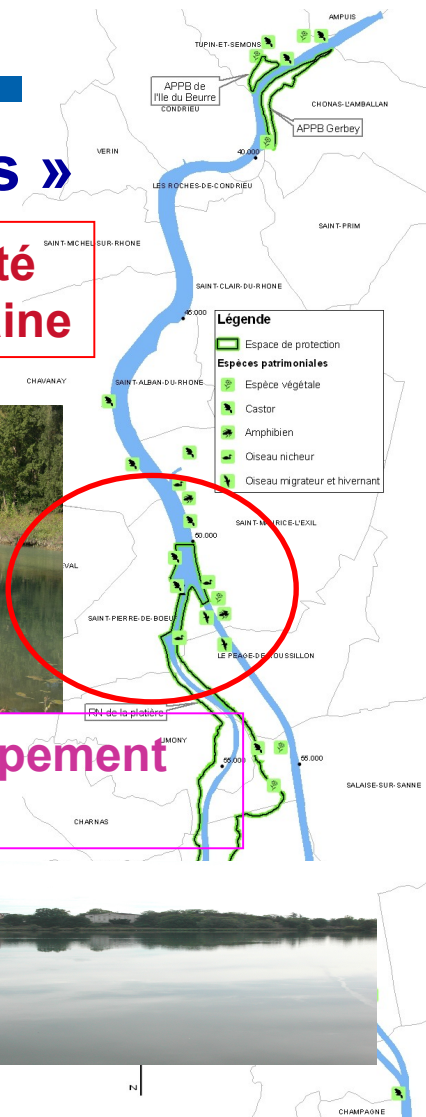 AMPUIS
TUPIN-ET-SEMONS
APPB de
l'Ile du Beurre
CONDRIEU
CHONAS-L'AMBALLAN
APPB Gerbey
VERIN
40.000
s »
LES ROCHES-DE-CONDRIEU
SAINT-PRIM
SAINT-MICHEL-SUR-RHONE
té
ine
SAINT-CLAIR-DU-RHONE
45.000
Légende
Espace de protection
Espèces patrimoniales
Espèce végétale
Castor
Amphibien
Oiseau nicheur
Oiseau migrateur et hivernant
CHAVANAY
SAINT-ALBAN-DU-RHONE
SAINT-MAURICE-L'EXIL
50.000
VAL
SAINT-PIERRE-DE-BOEUF
LE PEAGE-DE-ROUSSILLON
RN de la platière
pement
LIMONY
55.000
55.000
SALAISE-SUR-SANNE
CHARNAS
N
CHAMPAGNE